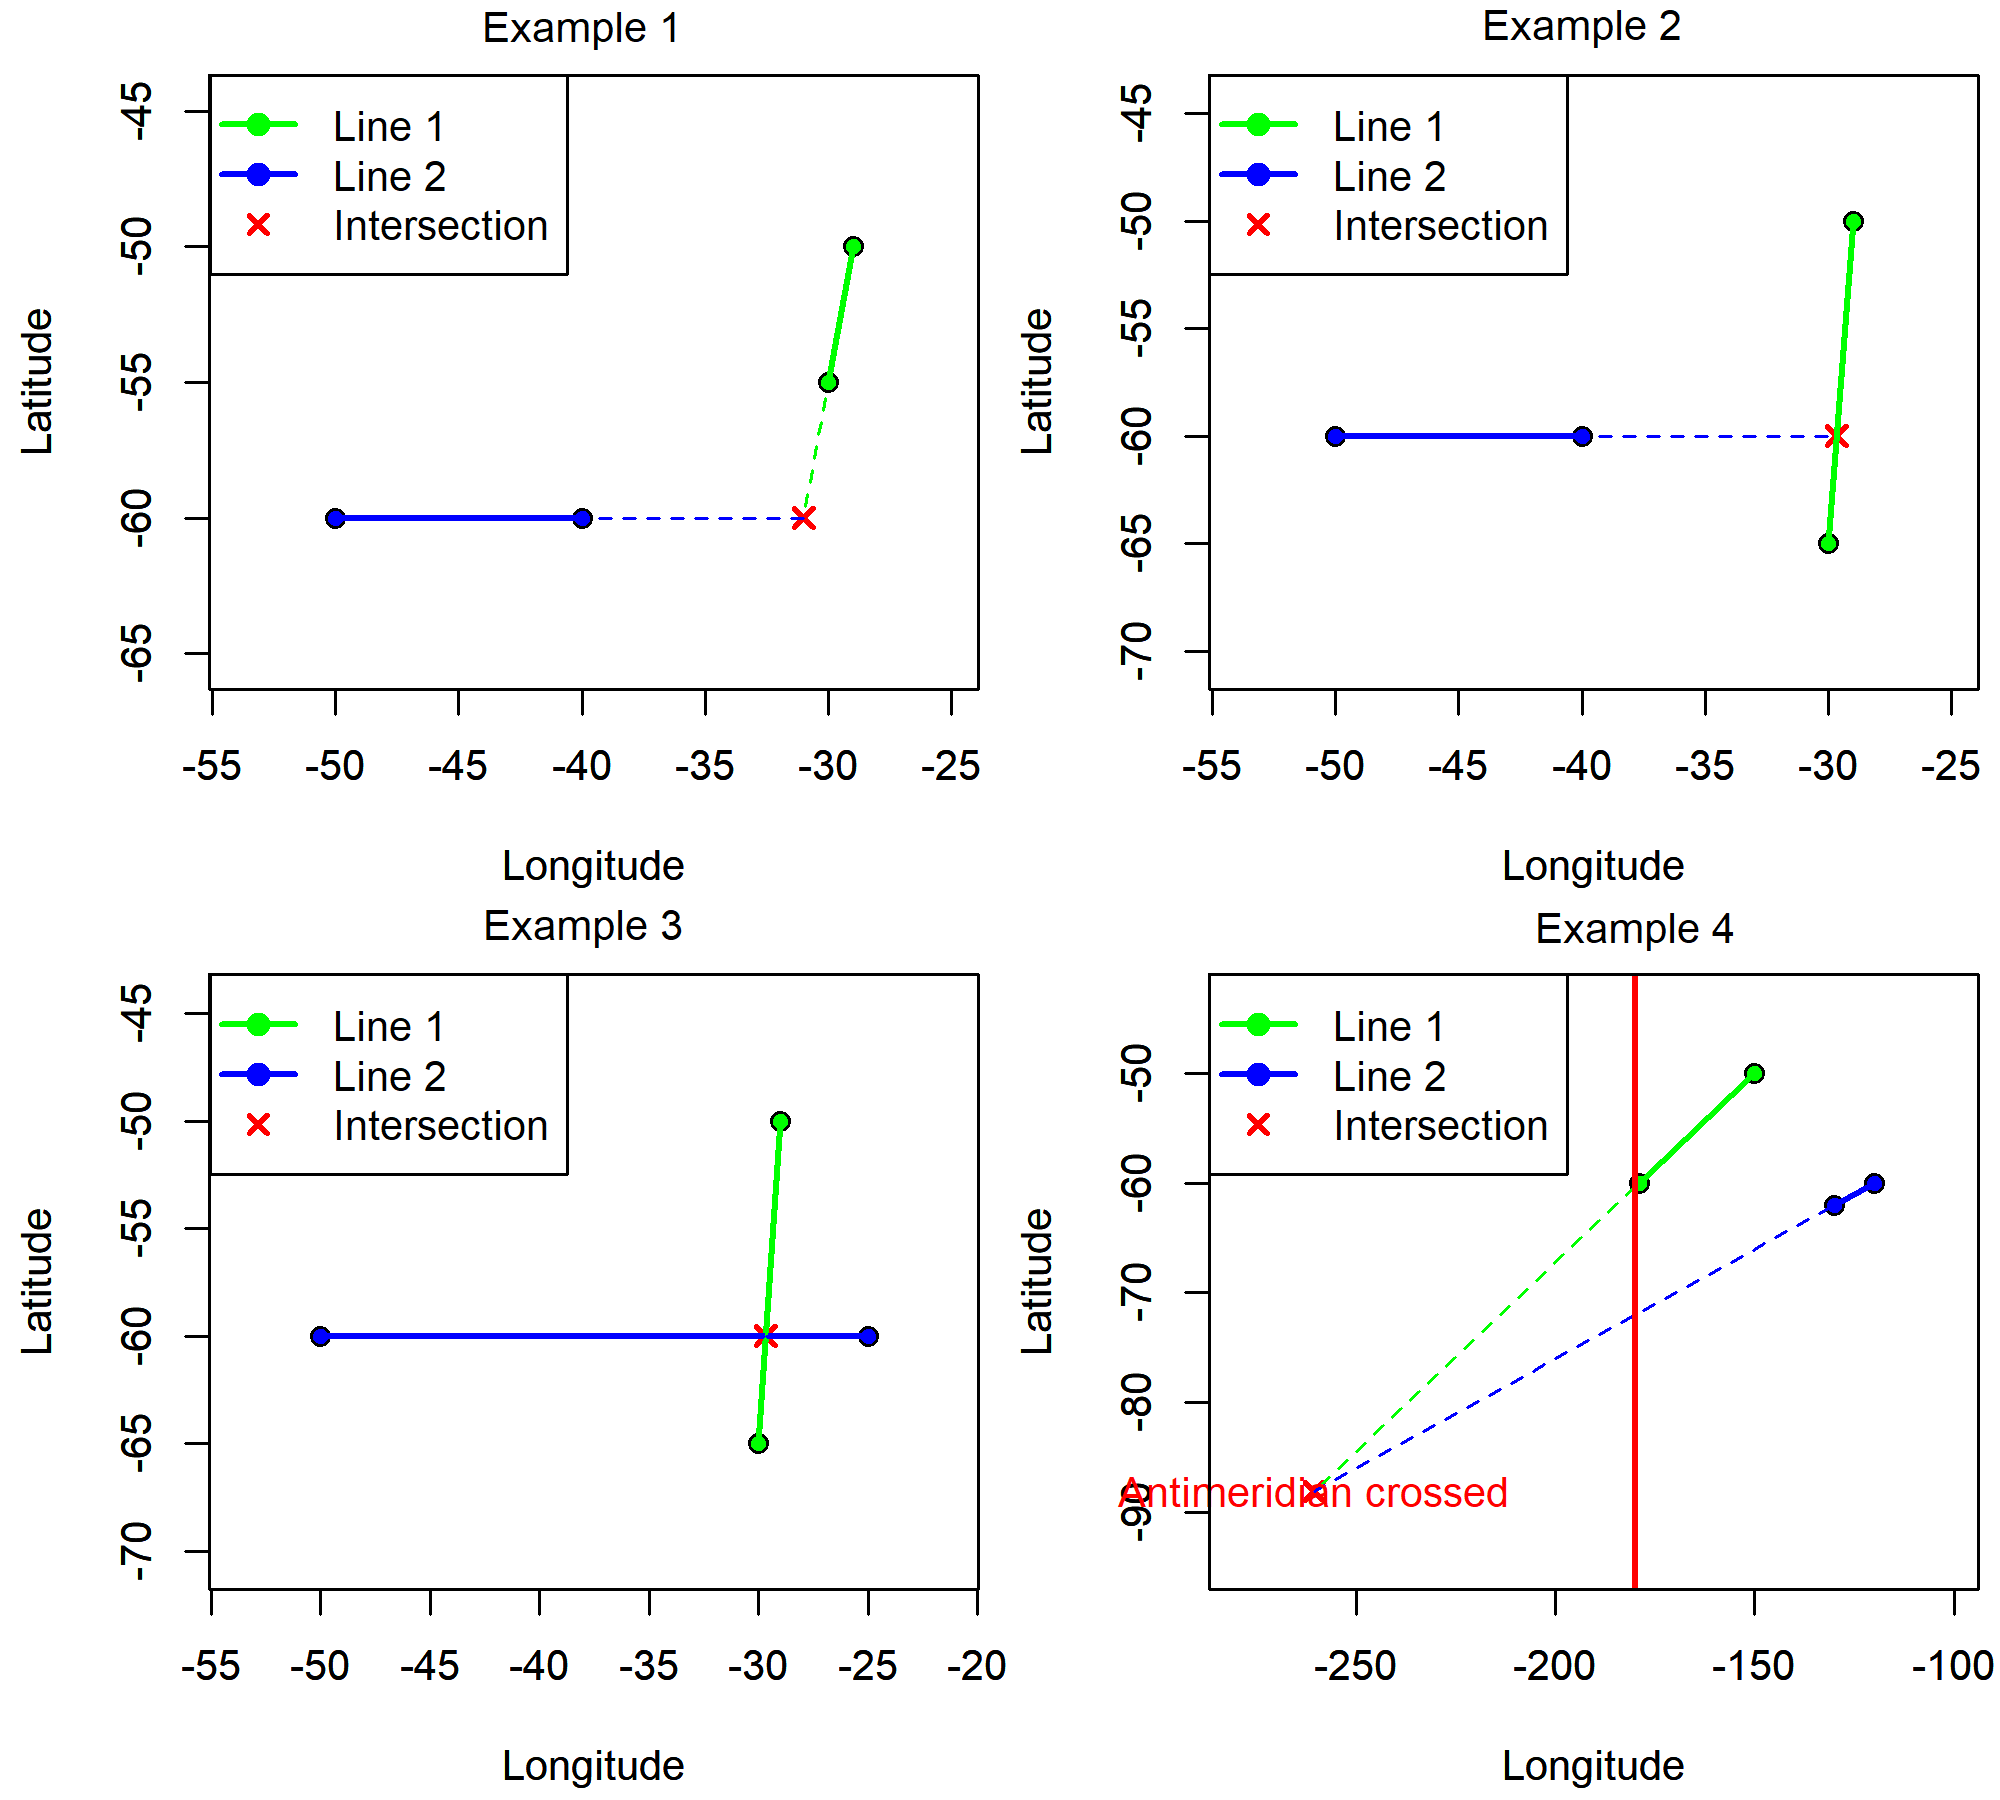 Example 1
Line 1
Line 2
Intersection
Latitude
-45
-50
-55
-60
-65
-55 -50 -45 -40 -35 -30 -25
Longitude
Example 2
Line 1
Line 2
Intersection
Latitude
-45
-50
-55
-60
-65
-70
-55 -50 -45 -40 -35 -30 -25
Longitude
Example 3
Line 1
Line 2
Intersection
Latitude
-45
-50
-55
-60
-65
-70
-55 -50 -45 -40 -35 -30 -25 -20
Longitude
Example 4
Line 1
Line 2
Intersection
Latitude
-50
-60
-70
-80
-90
Antimeridian crossed
-250 -200 -150 -100
Longitude